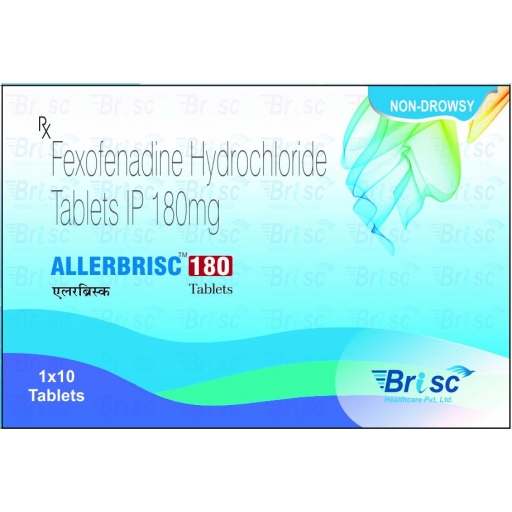 NON-DROWSY
Rx
Fexofenadine Hydrochloride
Tablets IP 180mg
ALLERBRISC™ 180
एलरब्रिस्क
Tablets
1x10
Tablets
Brisc
Healthcare Pvt. Ltd.